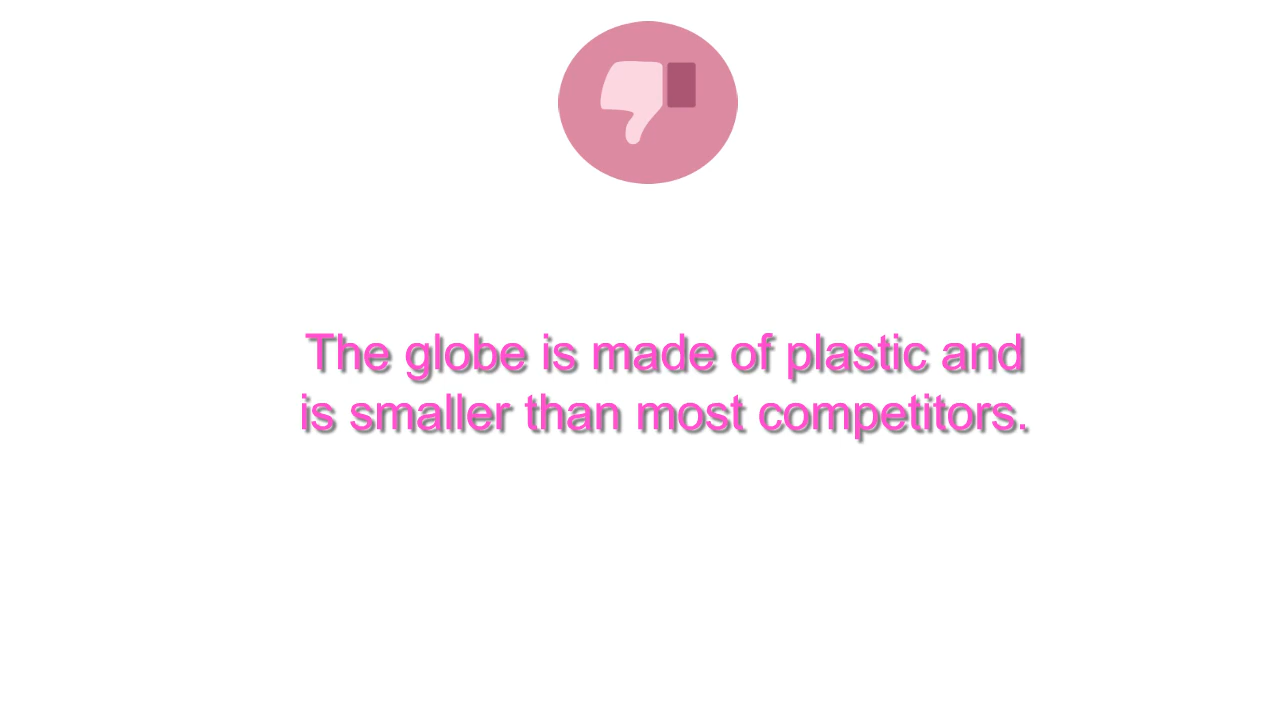 The globe is made of plastic and
is smaller than most competitors.